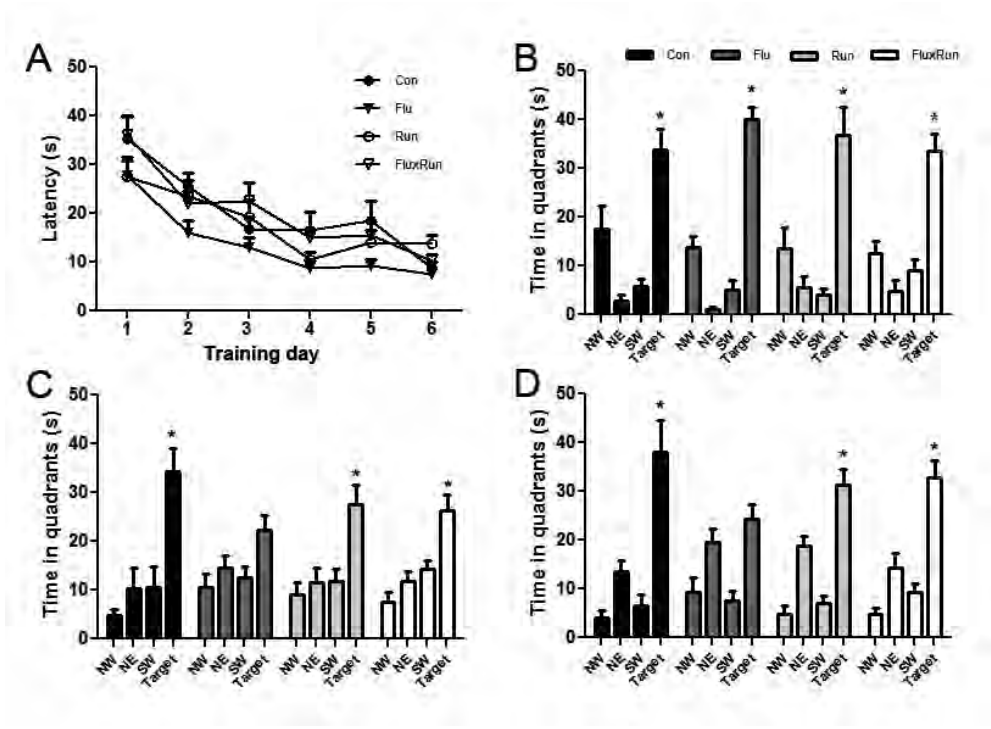 A
Latency (s)
50
40
30
20
10
0
1 2 3 4 5 6
Training day
Con
Flu
Run
FluxRun
B
Con Flu Run FluxRun
Time in quadrants (s)
50
40
30
20
10
0
* * * *
NW NE SW Target NW NE SW Target NW NE SW Target NW NE SW Target
C
Time in quadrants (s)
50
40
30
20
10
0
* * *
NW NE SW Target NW NE SW Target NW NE SW Target NW NE SW Target
D
Time in quadrants (s)
50
40
30
20
10
0
* * *
NW NE SW Target NW NE SW Target NW NE SW Target NW NE SW Target